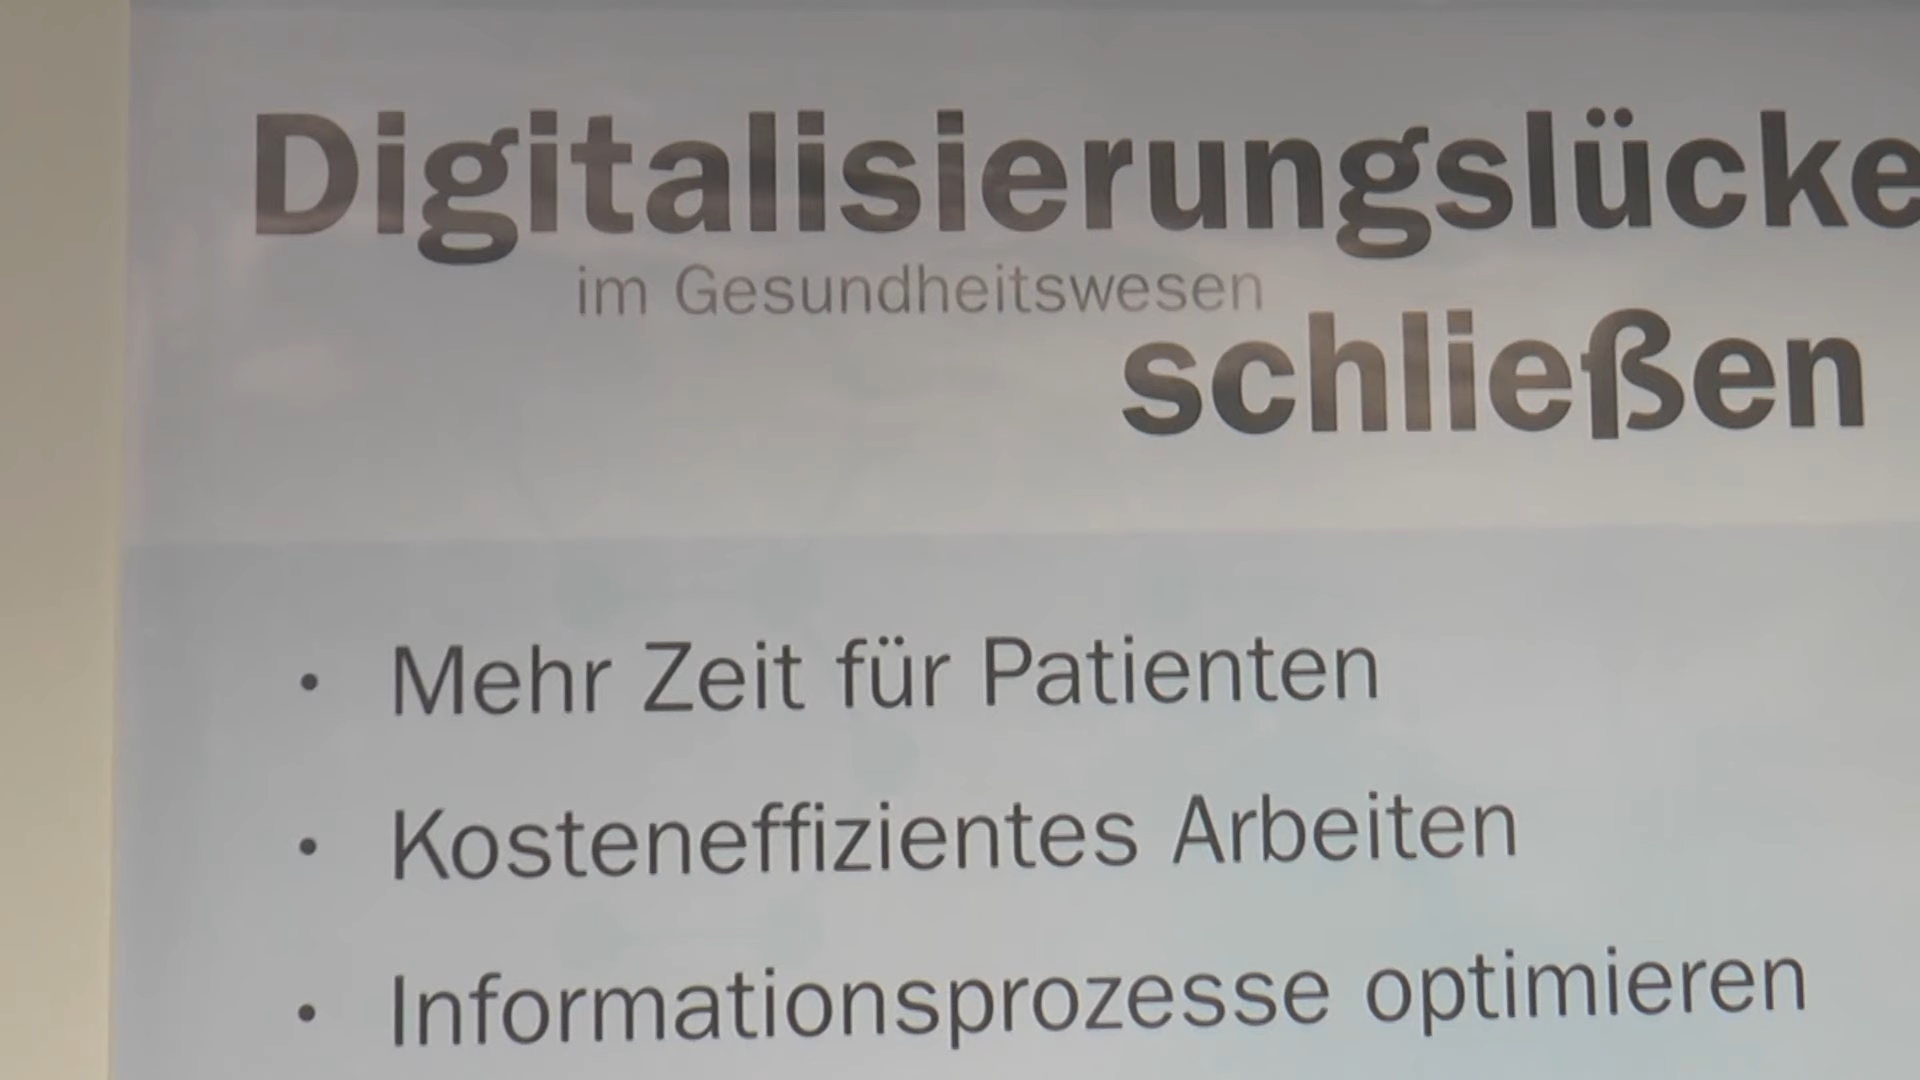 Digitalisierungslücke
im Gesundheitswesen
schließen
• Mehr Zeit für Patienten
• Kosteneffizientes Arbeiten
• Informationsprozesse optimieren